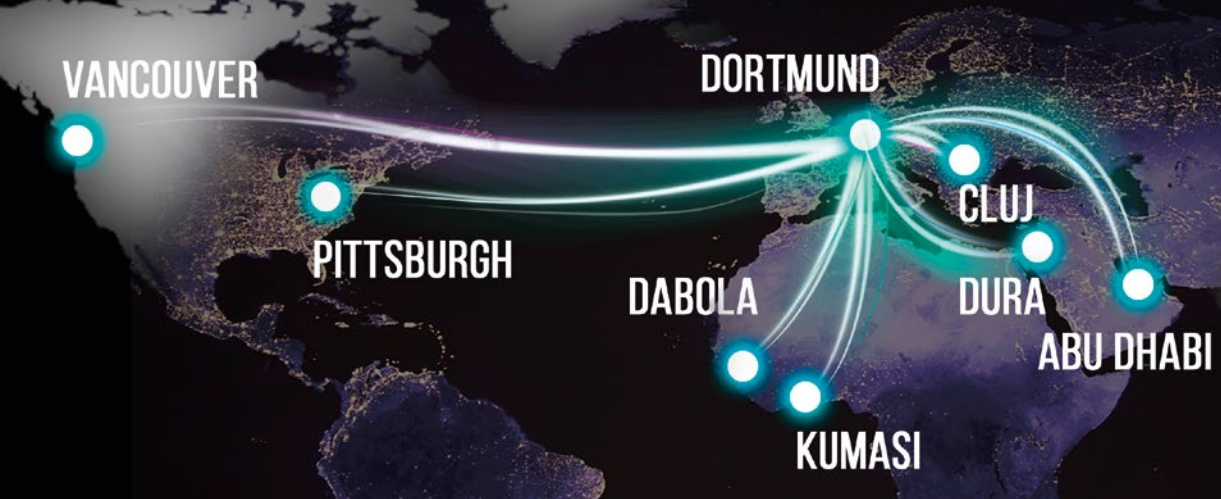 VANCOUVER
DORTMUND
CLUJ
PITTSBURGH
DABOLA
DURA
ABU DHABI
KUMASI